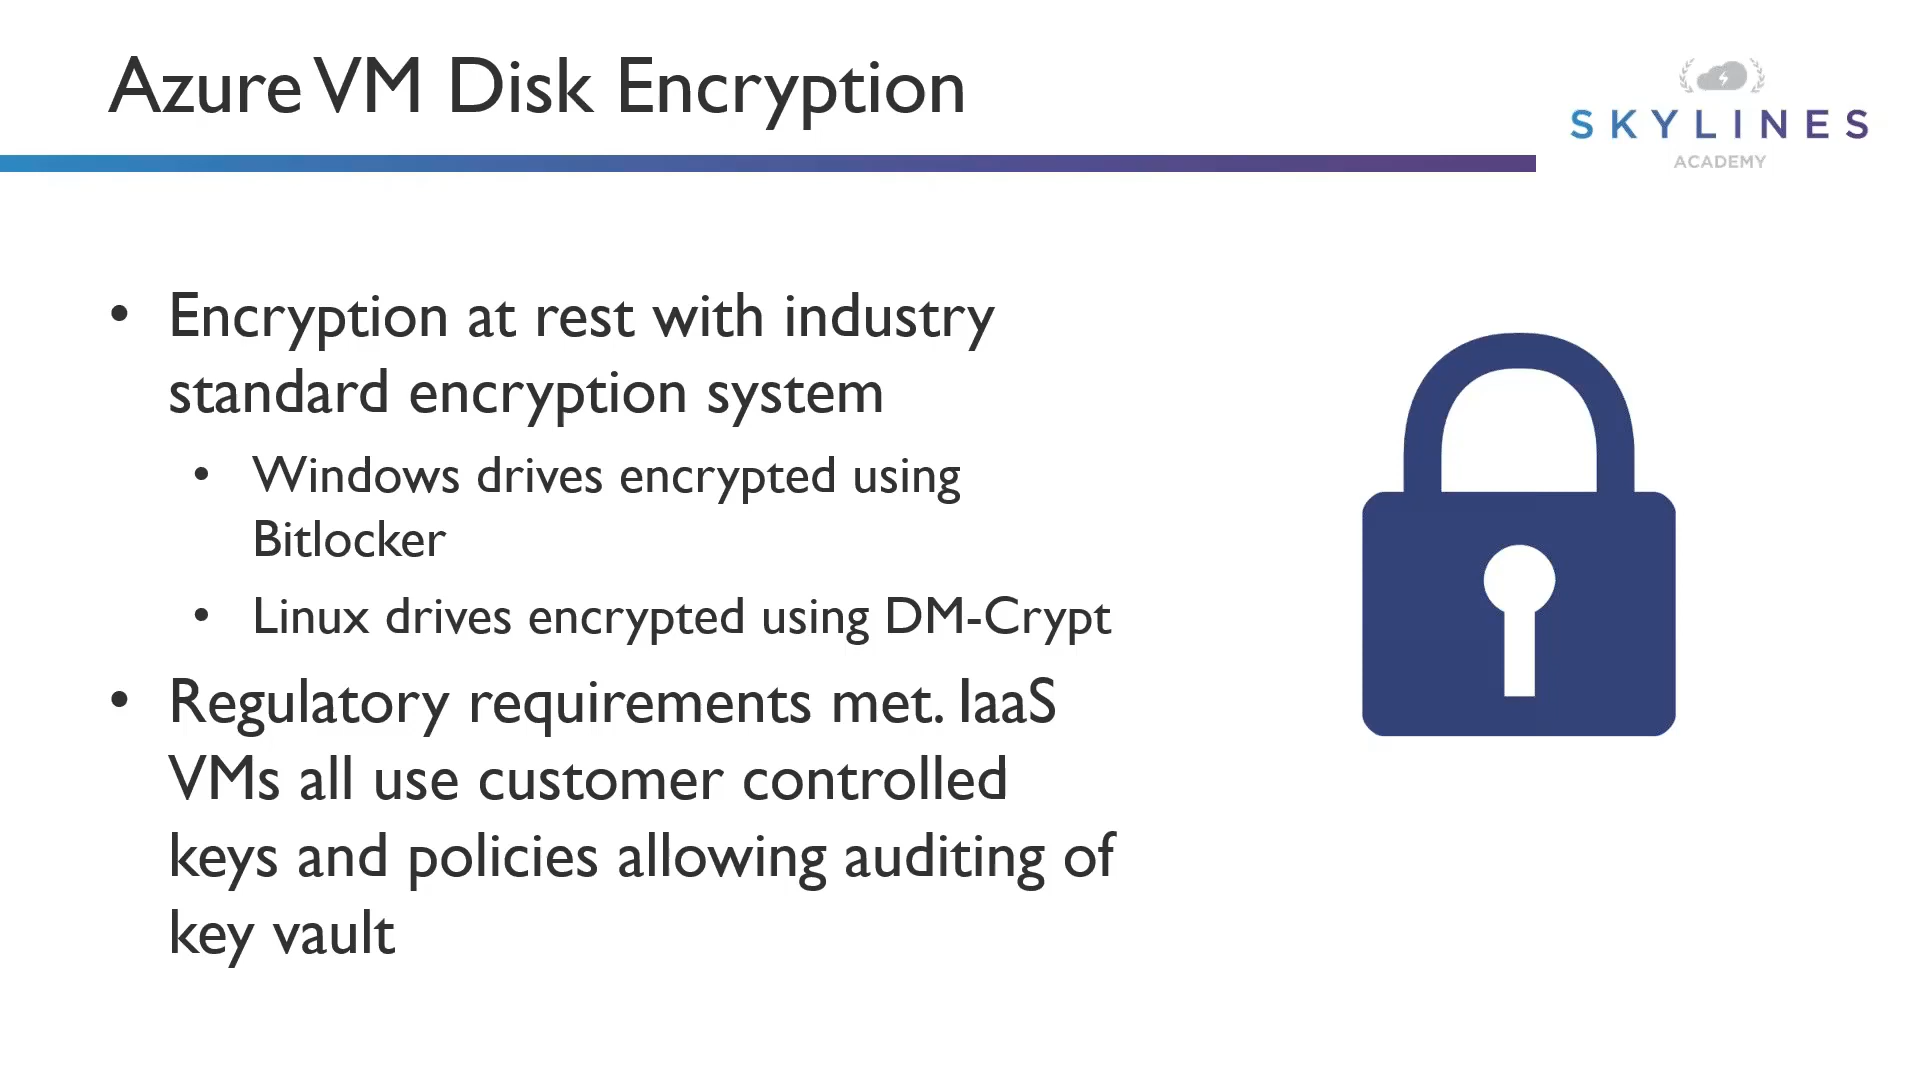 Azure VM Disk Encryption
SKYLINES
ACADEMY
• Encryption at rest with industry
standard encryption system
• Windows drives encrypted using
Bitlocker
• Linux drives encrypted using DM-Crypt
• Regulatory requirements met. IaaS
VMs all use customer controlled
keys and policies allowing auditing of
key vault